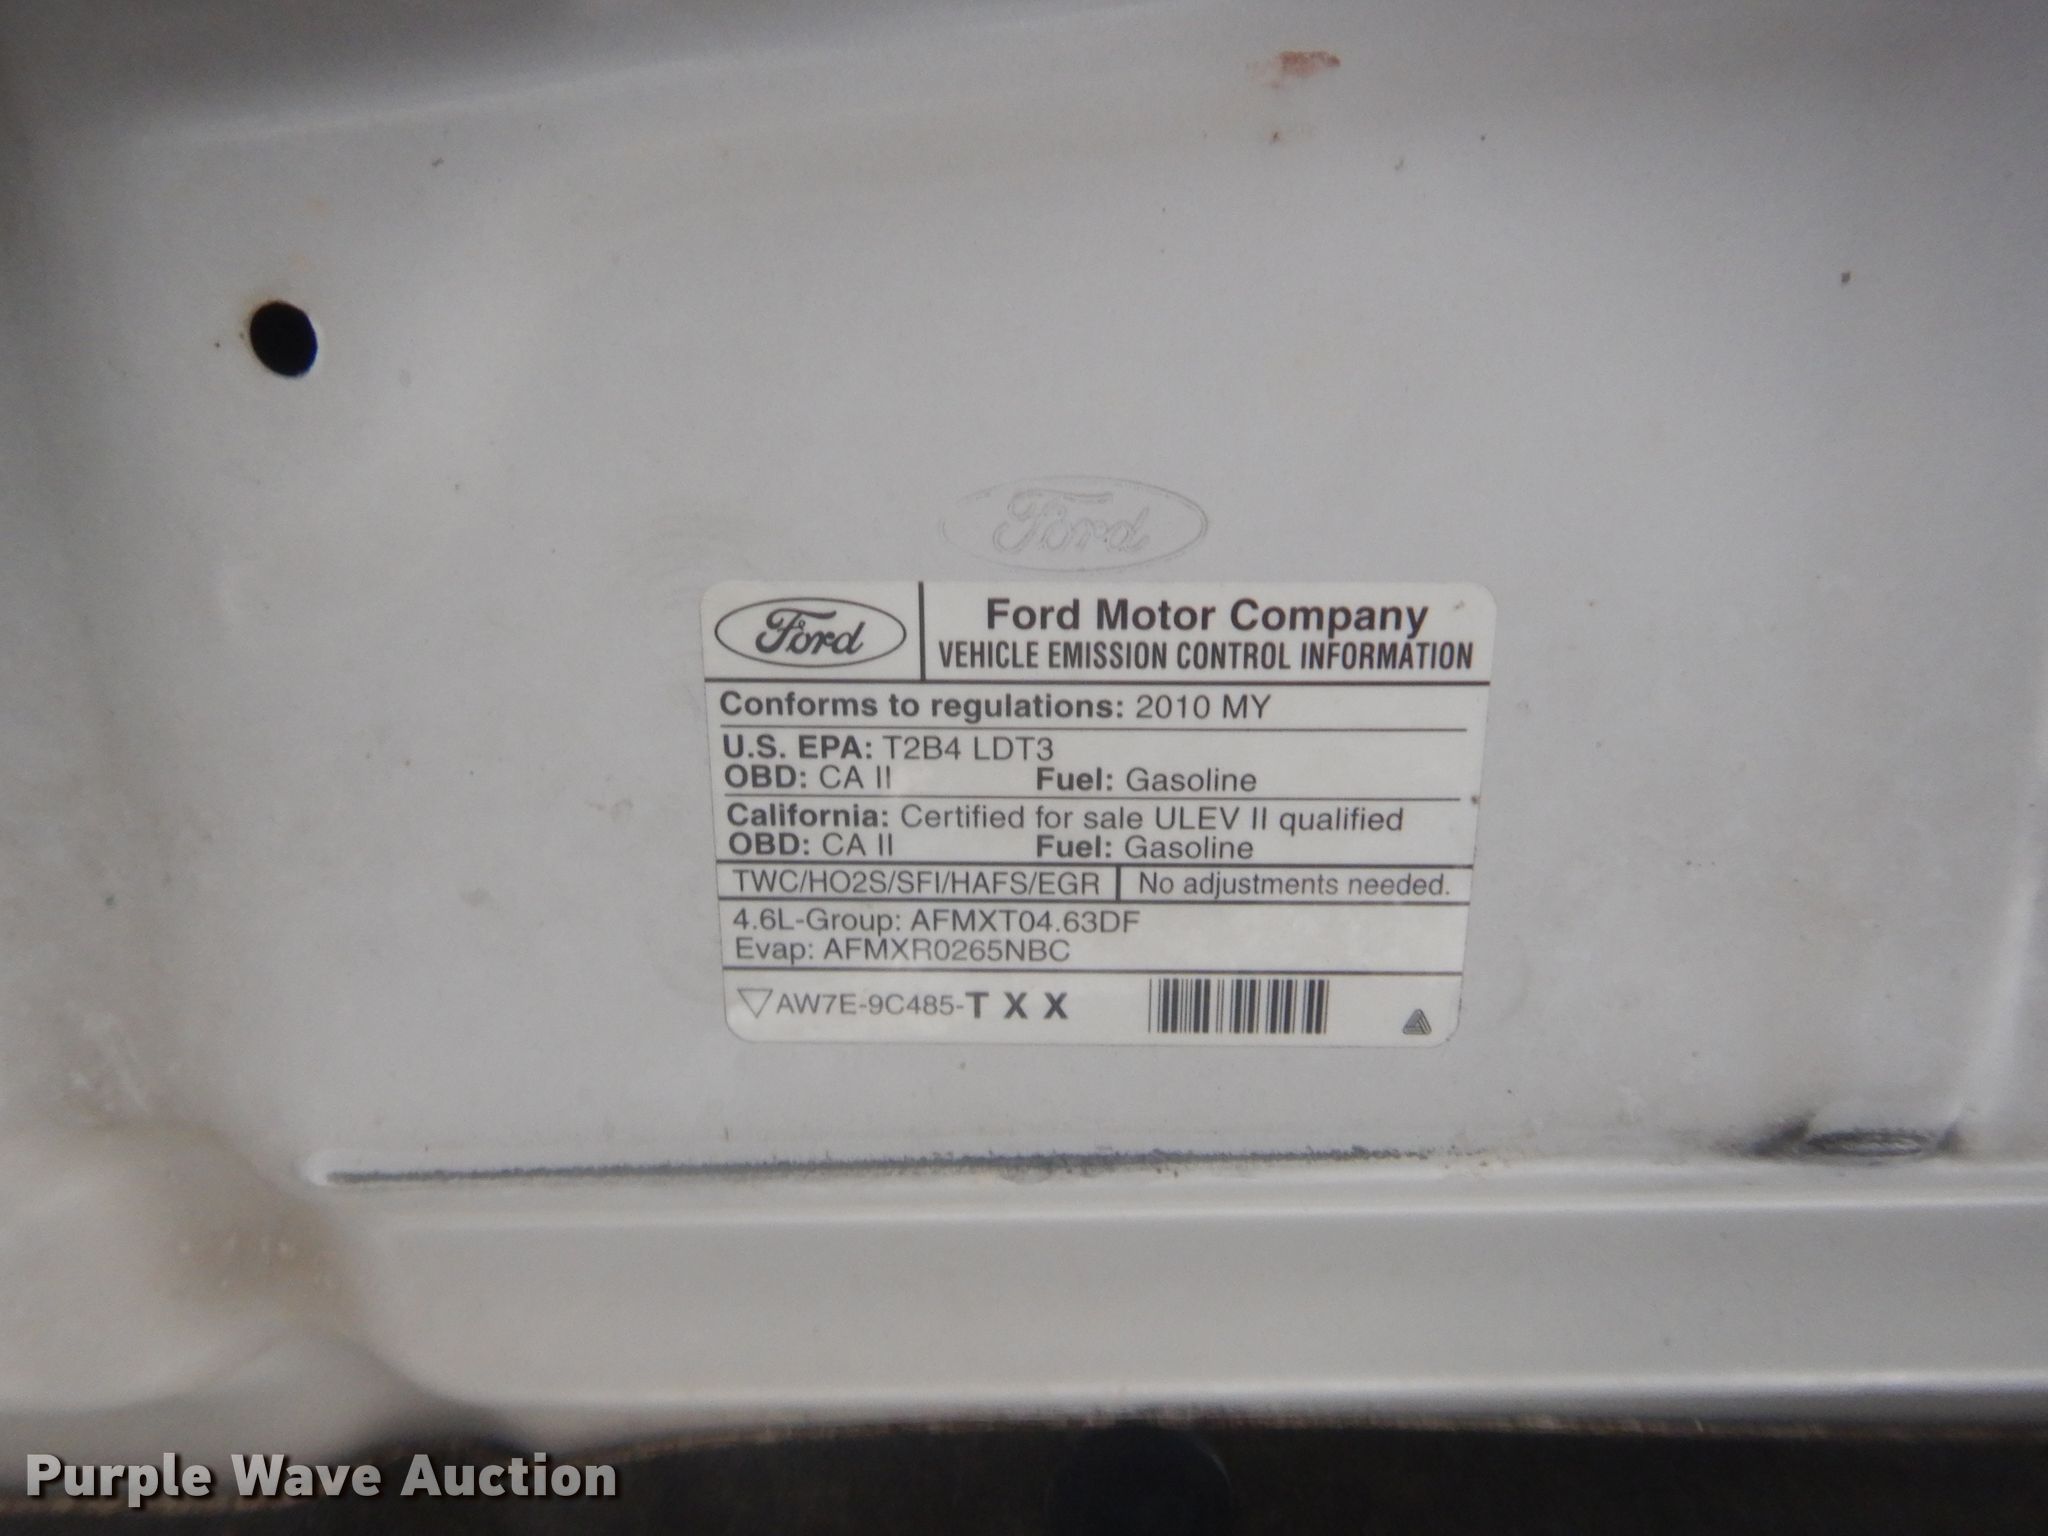 Ford
Ford
Ford Motor Company
VEHICLE EMISSION CONTROL INFORMATION
Conforms to regulations: 2010 MY
U.S. EPA: T2B4 LDT3
OBD: CA II Fuel: Gasoline
California: Certified for sale ULEV II qualified
OBD: CA II Fuel: Gasoline
TWC/HO2S/SFI/HAFS/EGR No adjustments needed.
4.6L-Group: AFMXT04.63DF
Evap: AFMXR0265NBC
AW7E-9C485-T X X
Purple Wave Auction